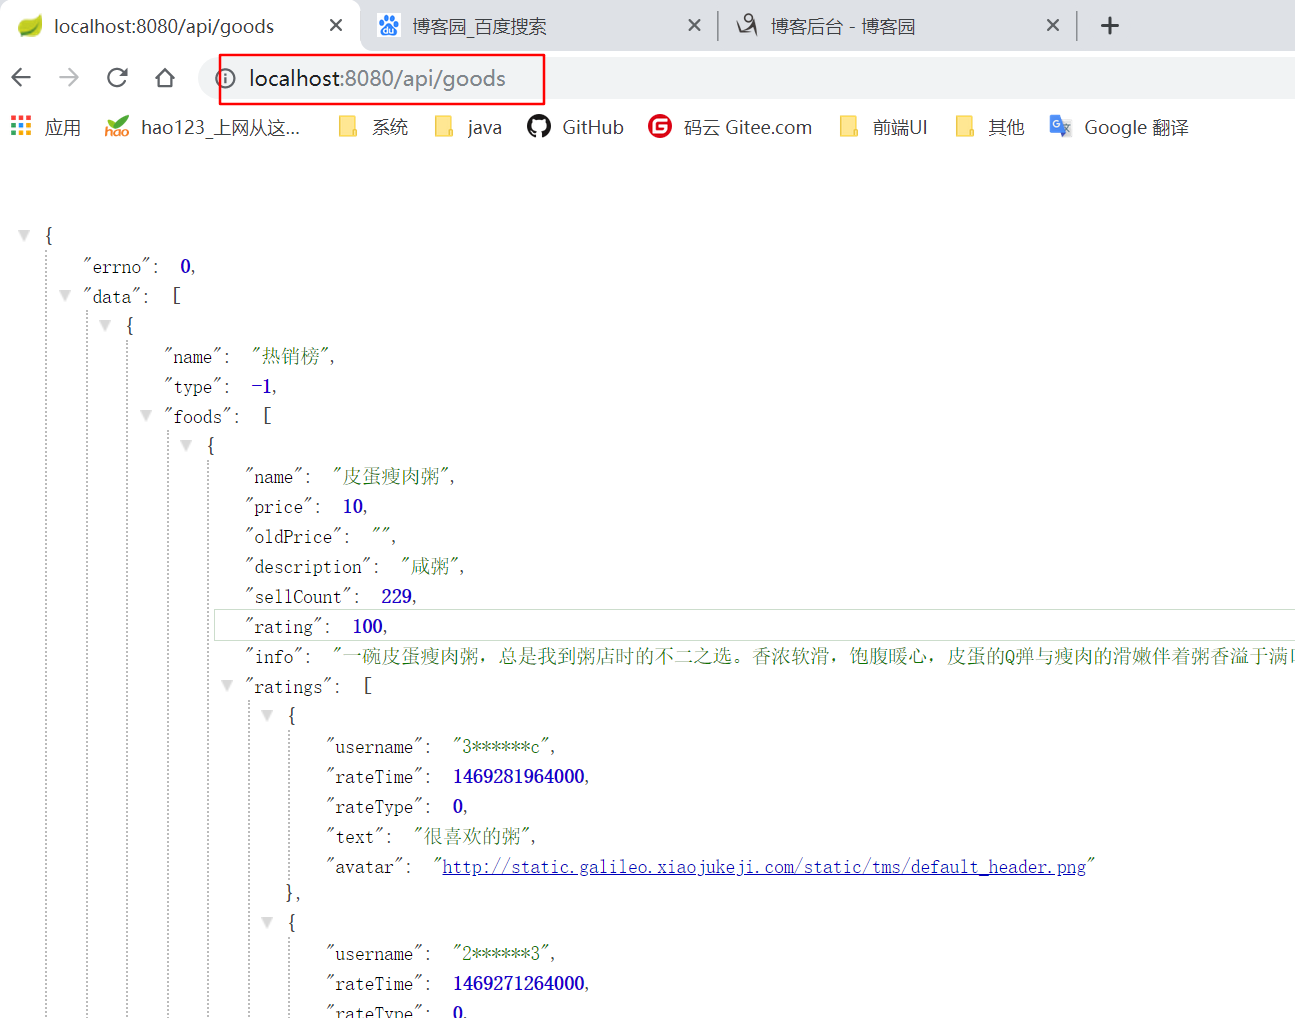 localhost:8080/api/goods
博客园_百度搜索
博客后台 - 博客园
localhost:8080/api/goods
应用
hao123_上网从这...
系统
java
GitHub
码云 Gitee.com
前端UI
其他
Google 翻译
{
"errno": 0,
"data": [
{
"name": "热销榜",
"type": -1,
"foods": [
{
"name": "皮蛋瘦肉粥",
"price": 10,
"oldPrice": "",
"description": "咸粥",
"sellCount": 229,
"rating": 100,
"info": "一碗皮蛋瘦肉粥，总是我到粥店时的不二之选。香浓软滑，饱腹暖心，皮蛋的Q弹与瘦肉的滑嫩伴着粥香溢于满
"ratings": [
{
"username": "3******c",
"rateTime": 1469281964000,
"rateType": 0,
"text": "很喜欢的粥",
"avatar": "http://static.galileo.xiaojukeji.com/static/tms/default_header.png"
},
{
"username": "2******3",
"rateTime": 1469271264000,
"rateType": 0,